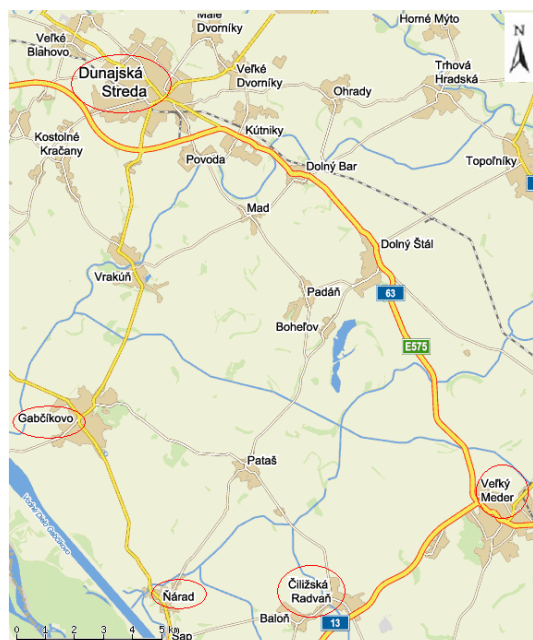 Malé
Dvorníky
Horné Mýto
N
Veľké
Blahovo
Dunajská
Streda
Veľké
Dvorníky
Ohrady
Trhová
Hradská
Kostolné
Kračany
Kútniky
Povoda
Dolný Bar
Topoľníky
Mad
Dolný Štál
Vrakúň
Padáň
63
Boheľov
E575
Gabčíkovo
Pataš
Veľký
Meder
Ňárad
Čiližská
Radvaň
Baloň
13
Sap
0 1 2 3 4 5 km